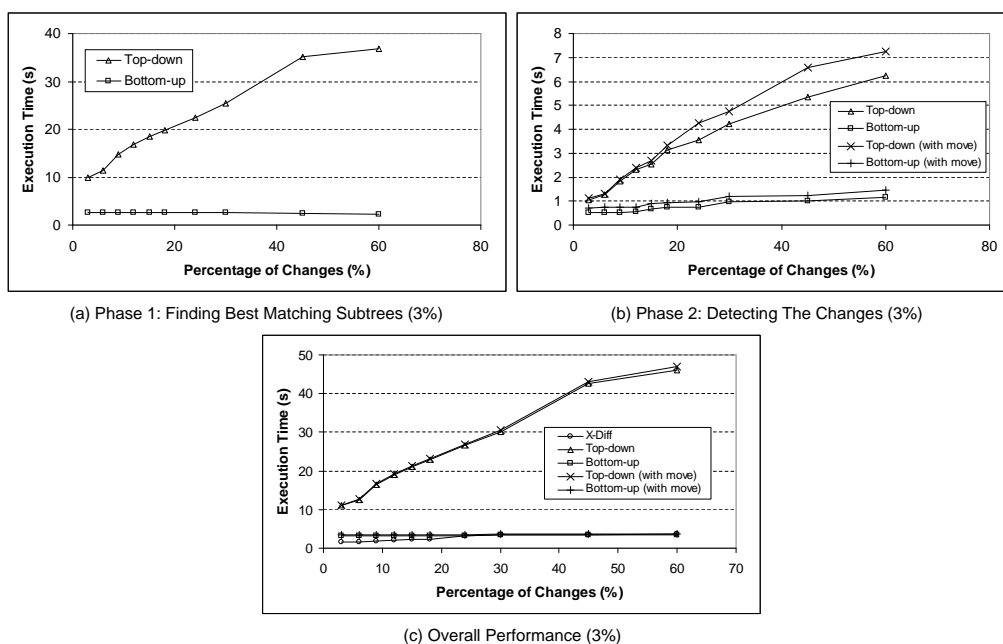 40
30
20
10
0
Execution Time (s)
Top-down
Bottom-up
0 20 40 60 80
Percentage of Changes (%)
(a) Phase 1: Finding Best Matching Subtrees (3%)
8
7
6
5
4
3
2
1
0
Execution Time (s)
Top-down
Bottom-up
Top-down (with move)
Bottom-up (with move)
0 20 40 60 80
Percentage of Changes (%)
(b) Phase 2: Detecting The Changes (3%)
50
40
30
20
10
0
Execution Time (s)
X-Diff
Top-down
Bottom-up
Top-down (with move)
Bottom-up (with move)
0 10 20 30 40 50 60 70
Percentage of Changes (%)
(c) Overall Performance (3%)